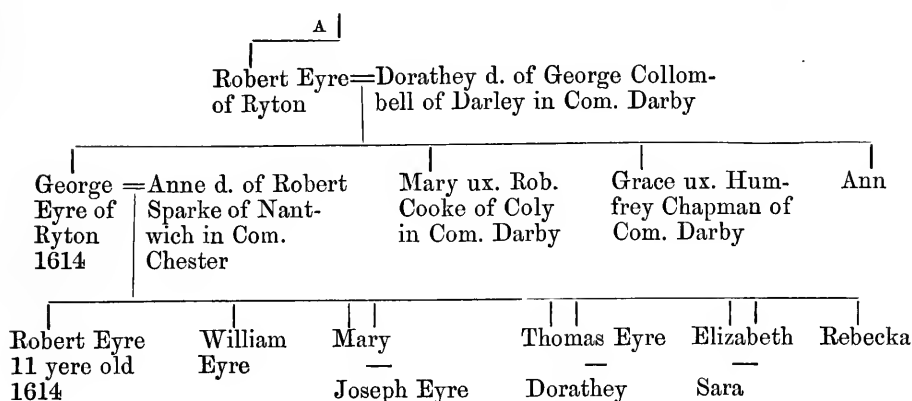 A
Robert Eyre=Dorathey d. of George Collom-
of Ryton bell of Darley in Com. Darby
George =Anne d. of Robert Mary ux. Rob. Grace ux. Hum- Ann
Eyre of Sparke of Nant- Cooke of Coly frey Chapman of
Ryton wich in Com. in Com. Darby Com. Darby
1614 Chester
Robert Eyre William Mary Thomas Eyre Elizabeth Rebecka
11 yere old Eyre — — —
1614 Joseph Eyre Dorathey Sara